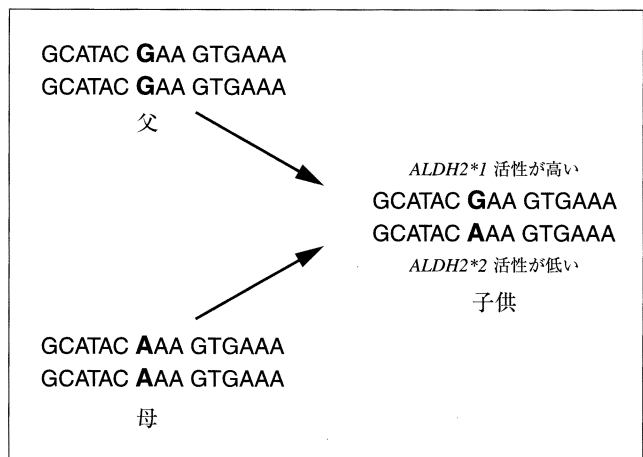 GCATAC GAA GTGAAA
GCATAC GAA GTGAAA
父
ALDH2*1 活性が高い
GCATAC GAA GTGAAA
GCATAC AAA GTGAAA
ALDH2*2 活性が低い
子供
GCATAC AAA GTGAAA
GCATAC AAA GTGAAA
母